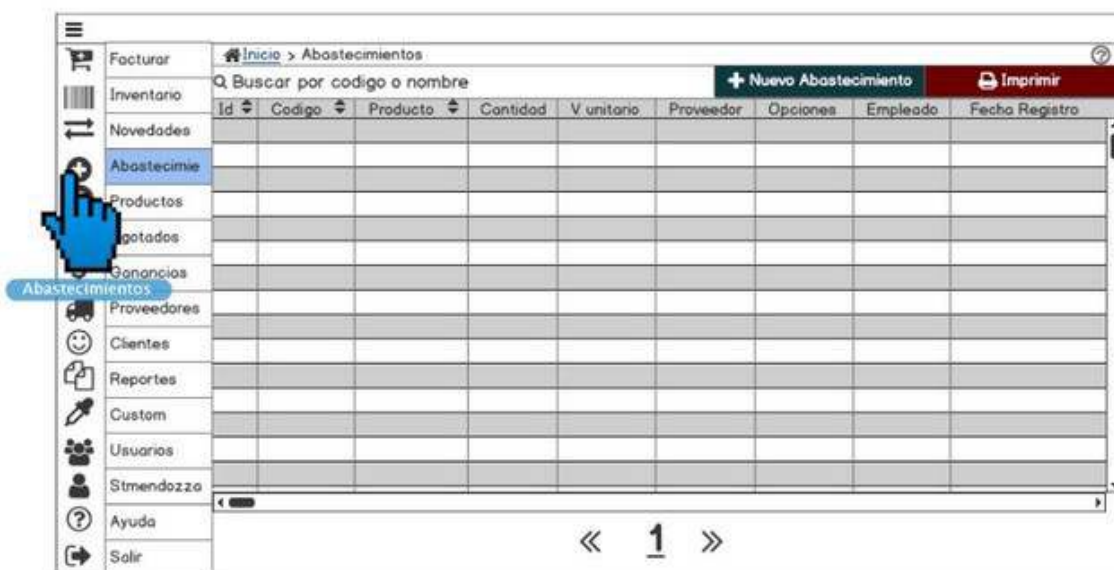 Facturar
Inventario
Novedades
Abastecimie
Productos
gotados
Ganancias
Abastecimientos
Proveedores
Clientes
Reportes
Custom
Usuarios
Stmendozza
Ayuda
Salir
Inicio > Abastecimientos
Buscar por codigo o nombre
+ Nuevo Abastecimiento
Imprimir
Id Codigo Producto Cantidad V unitario Proveedor Opciones Empleado Fecha Registro
« 1 »